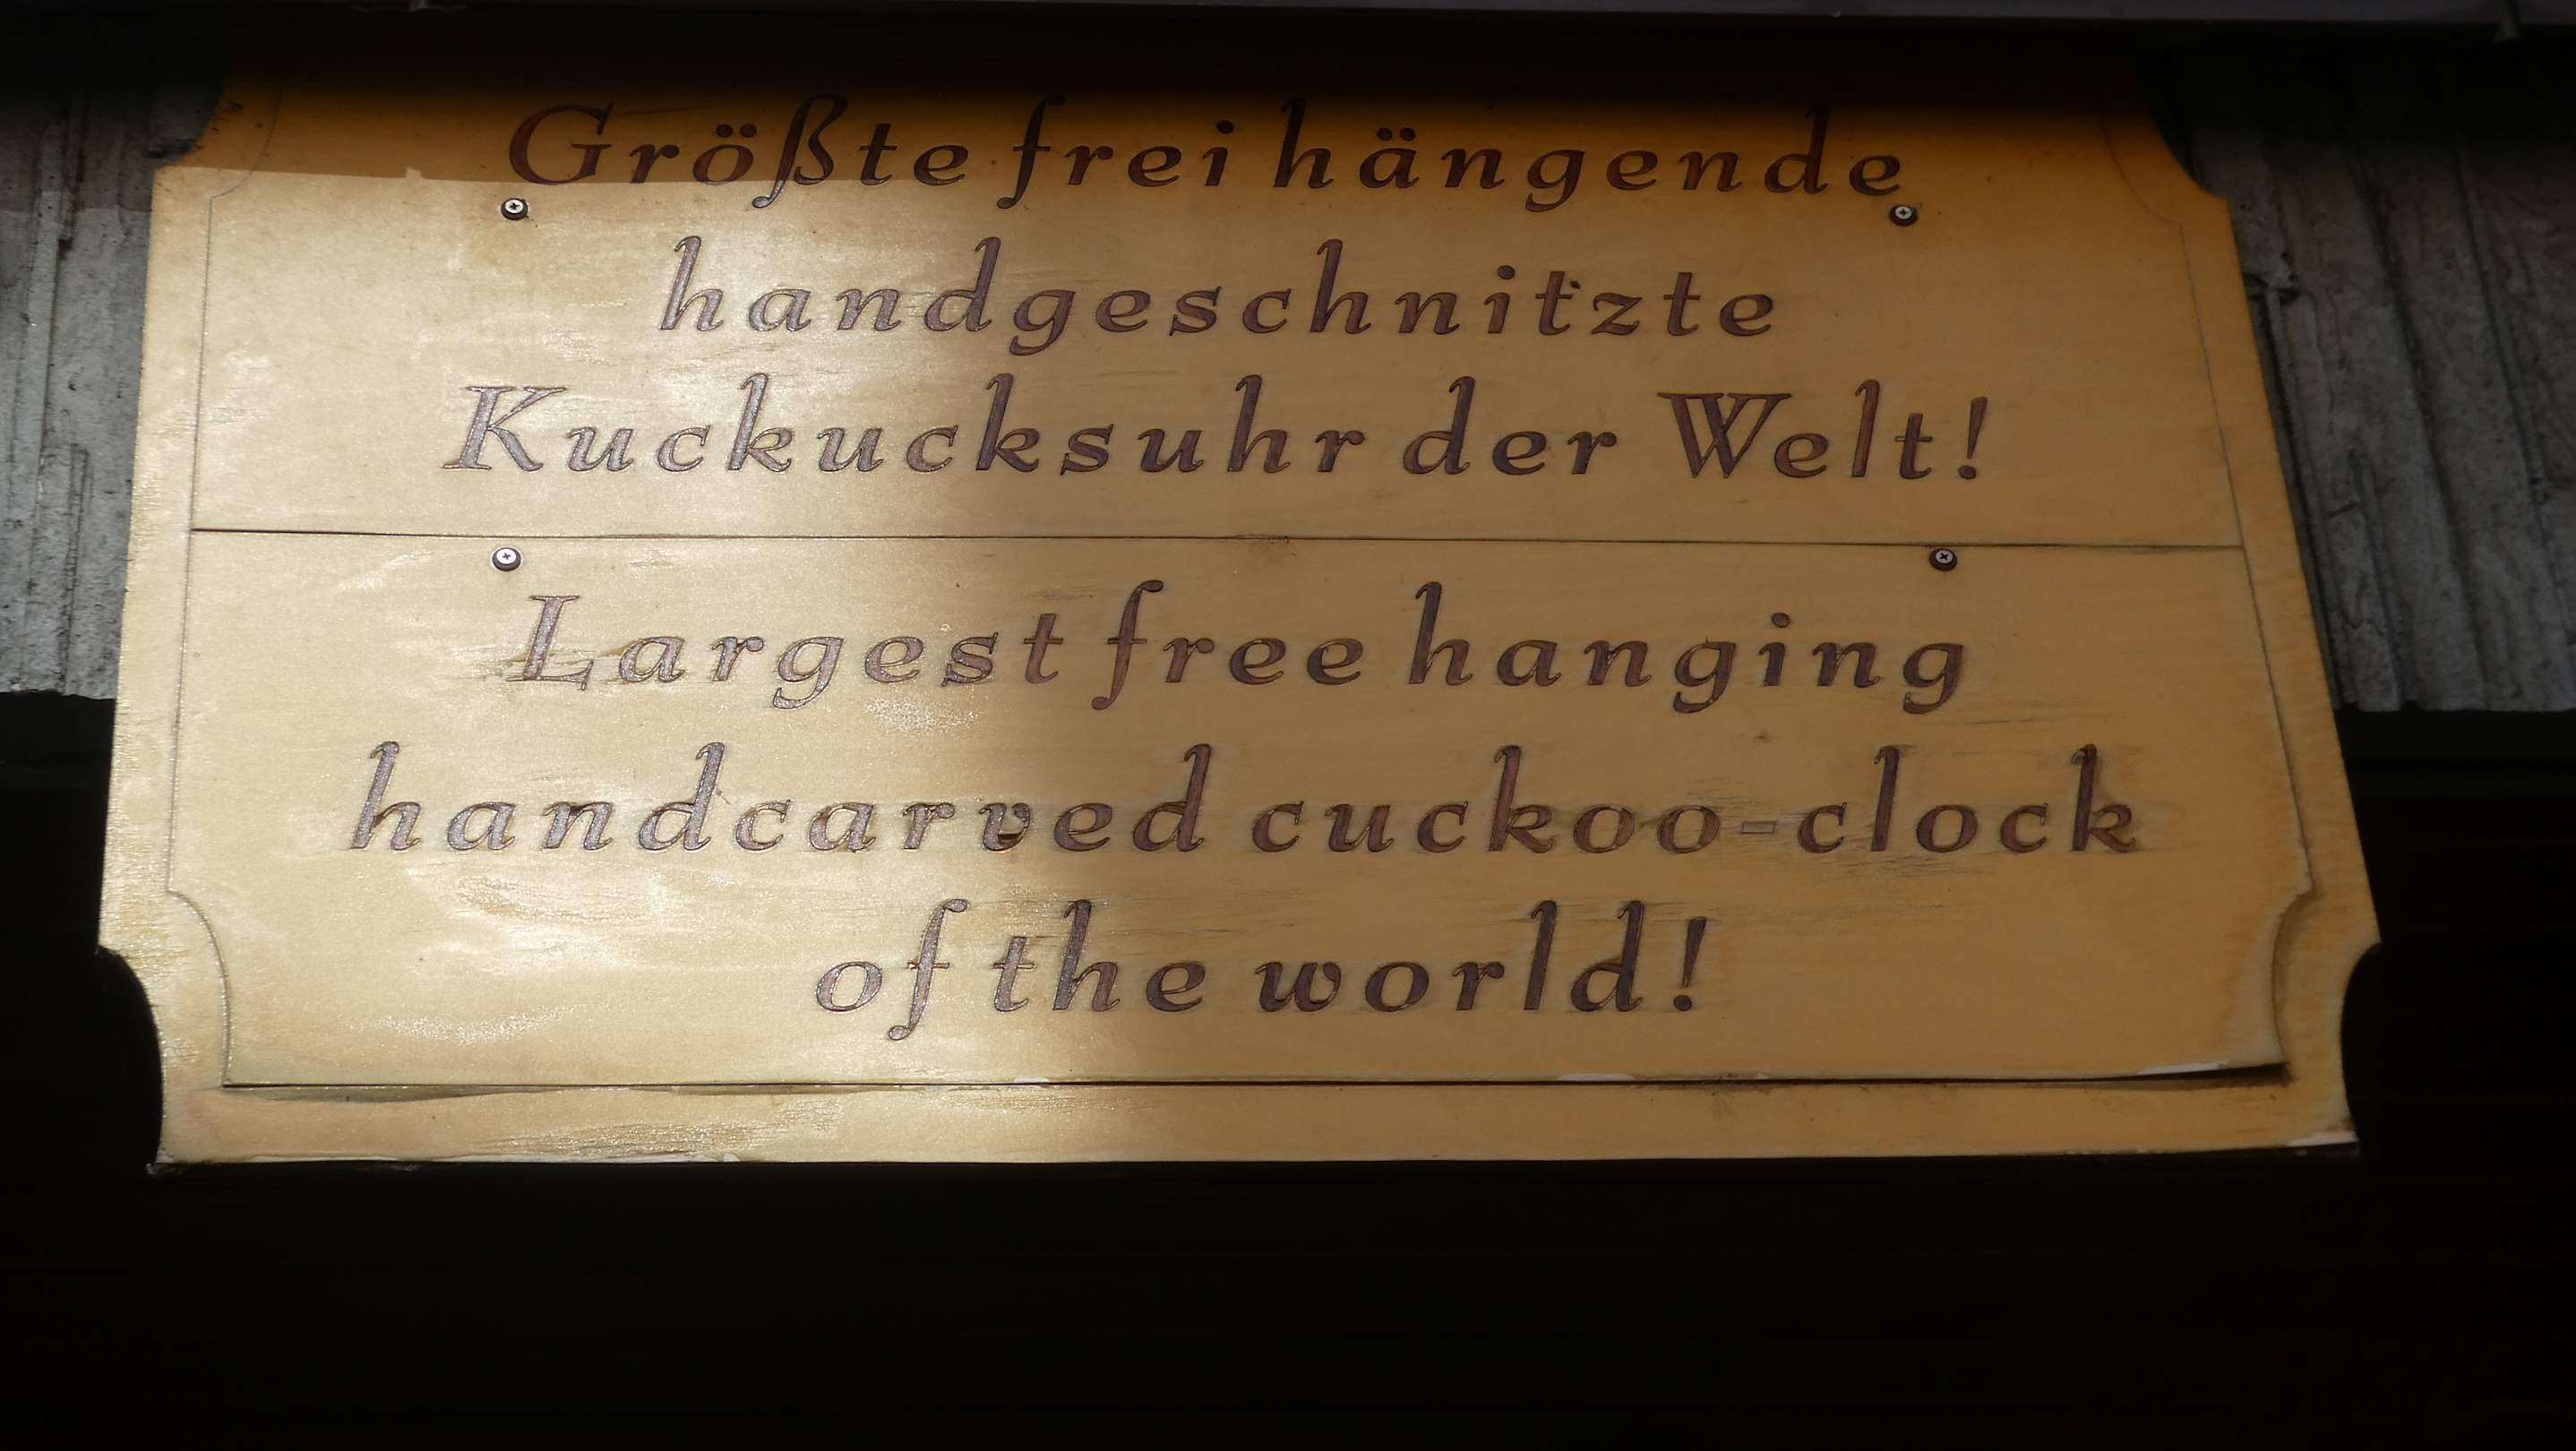 Größte frei hängende
handgeschnitzte
Kuckucksuhr der Welt!
Largest free hanging
handcarved cuckoo-clock
of the world!